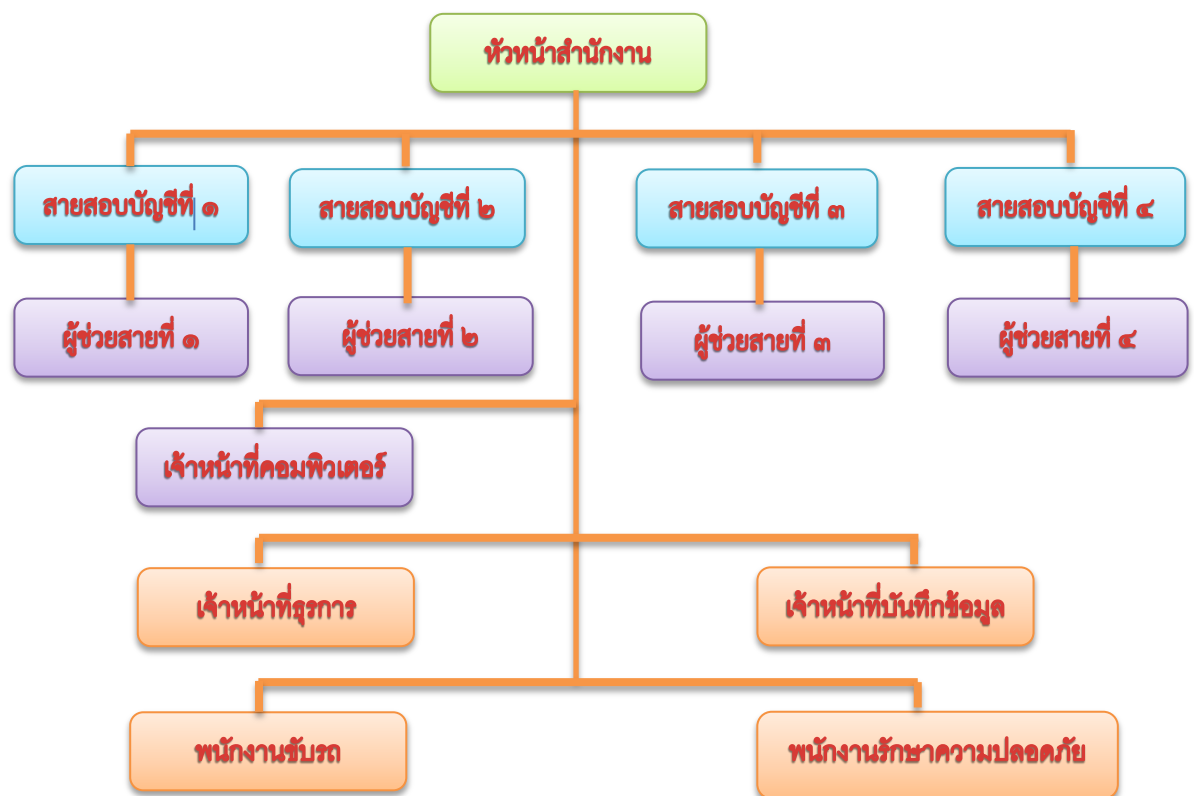 หัวหน้าสำนักงาน
สายสอบบัญชีที่ ๑
สายสอบบัญชีที่ ๒
สายสอบบัญชีที่ ๓
สายสอบบัญชีที่ ๔
ผู้ช่วยสายที่ ๑
ผู้ช่วยสายที่ ๒
ผู้ช่วยสายที่ ๓
ผู้ช่วยสายที่ ๔
เจ้าหน้าที่คอมพิวเตอร์
เจ้าหน้าที่ธุรการ
เจ้าหน้าที่บันทึกข้อมูล
พนักงานขับรถ
พนักงานรักษาความปลอดภัย